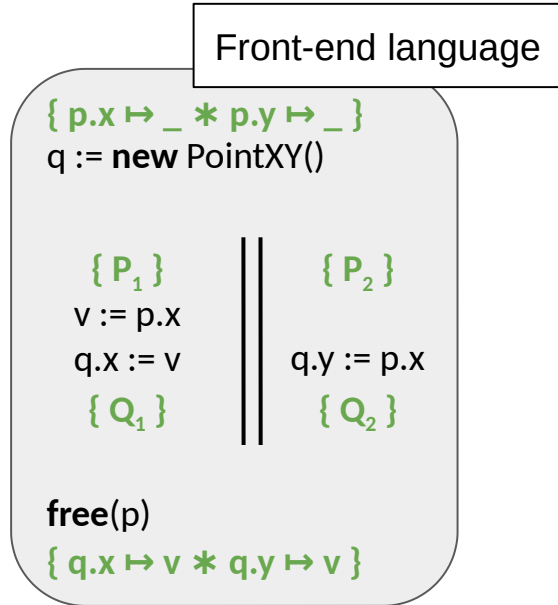 Front-end language
{ p.x ↦ _ ∗ p.y ↦ _ }
q := new PointXY()
{ P₁ } { P₂ }
v := p.x
q.x := v q.y := p.x
{ Q₁ } { Q₂ }
free(p)
{ q.x ↦ v ∗ q.y ↦ v }